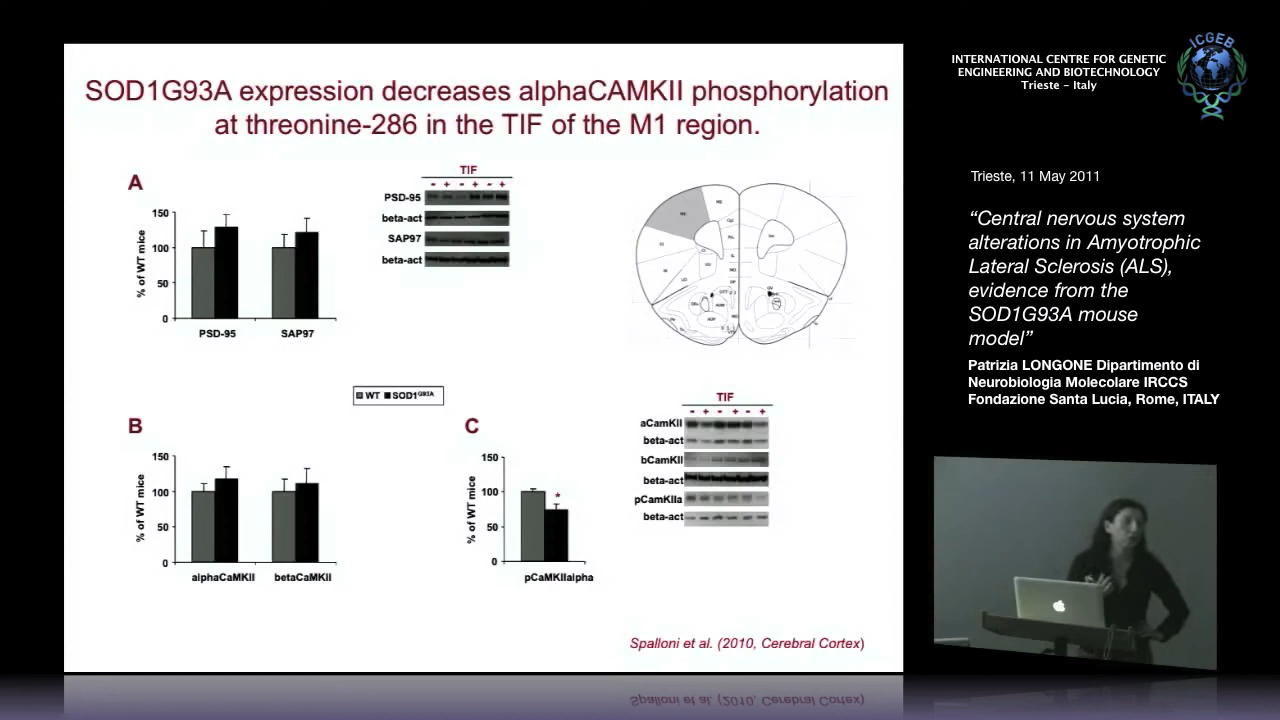 SOD1G93A expression decreases alphaCAMKII phosphorylation
at threonine-286 in the TIF of the M1 region.
A
% of WT mice
150
100
50
0
PSD-95
SAP97
TIF
- + - + - +
PSD-95
beta-act
SAP97
beta-act
WT SOD1G93A
B
% of WT mice
150
100
50
0
alphaCaMKII
betaCaMKII
C
% of WT mice
150
100
50
0
*
pCaMKIIalpha
TIF
- + - + - +
aCamKII
beta-act
bCamKII
beta-act
pCamKIIa
beta-act
Spalloni et al. (2010, Cerebral Cortex)
INTERNATIONAL CENTRE FOR GENETIC
ENGINEERING AND BIOTECHNOLOGY
Trieste - Italy
ICGEB
Trieste, 11 May 2011
“Central nervous system
alterations in Amyotrophic
Lateral Sclerosis (ALS),
evidence from the
SOD1G93A mouse
model”
Patrizia LONGONE Dipartimento di
Neurobiologia Molecolare IRCCS
Fondazione Santa Lucia, Rome, ITALY